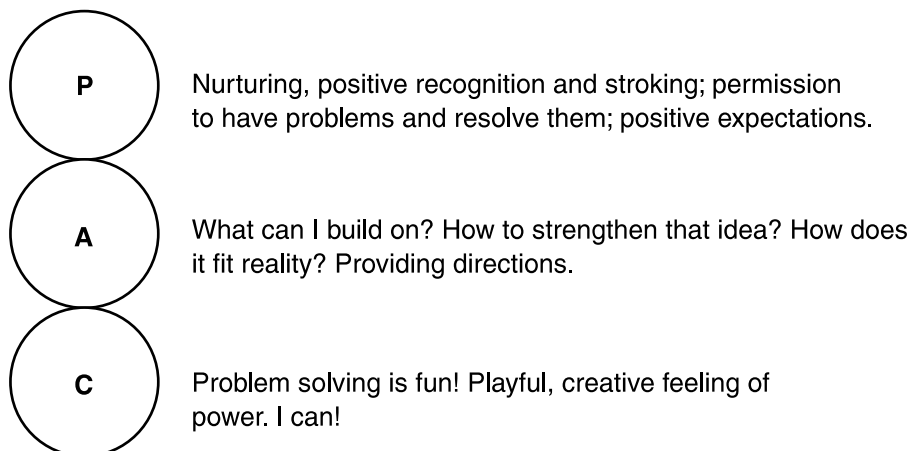 P
Nurturing, positive recognition and stroking; permission
to have problems and resolve them; positive expectations.
A
What can I build on? How to strengthen that idea? How does
it fit reality? Providing directions.
C
Problem solving is fun! Playful, creative feeling of
power. I can!